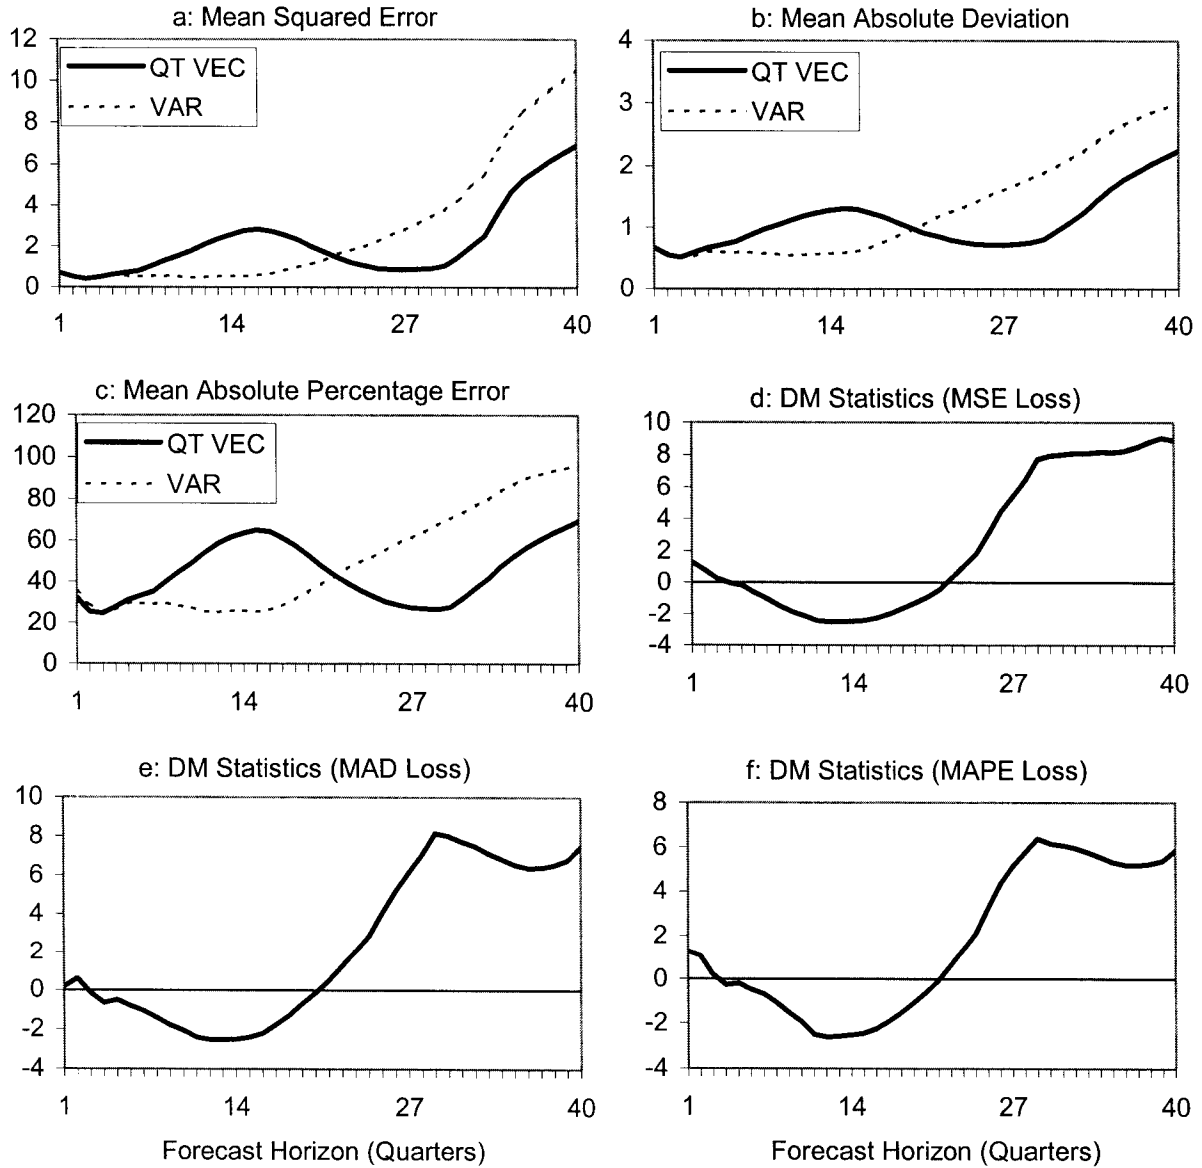 a: Mean Squared Error
12
10
8
6
4
2
0
QT VEC
VAR
1 14 27 40
b: Mean Absolute Deviation
4
3
2
1
0
QT VEC
VAR
1 14 27 40
c: Mean Absolute Percentage Error
120
100
80
60
40
20
0
QT VEC
VAR
1 14 27 40
d: DM Statistics (MSE Loss)
10
8
6
4
2
0
-2
-4
1 14 27 40
e: DM Statistics (MAD Loss)
10
8
6
4
2
0
-2
-4
1 14 27 40
Forecast Horizon (Quarters)
f: DM Statistics (MAPE Loss)
8
6
4
2
0
-2
-4
1 14 27 40
Forecast Horizon (Quarters)